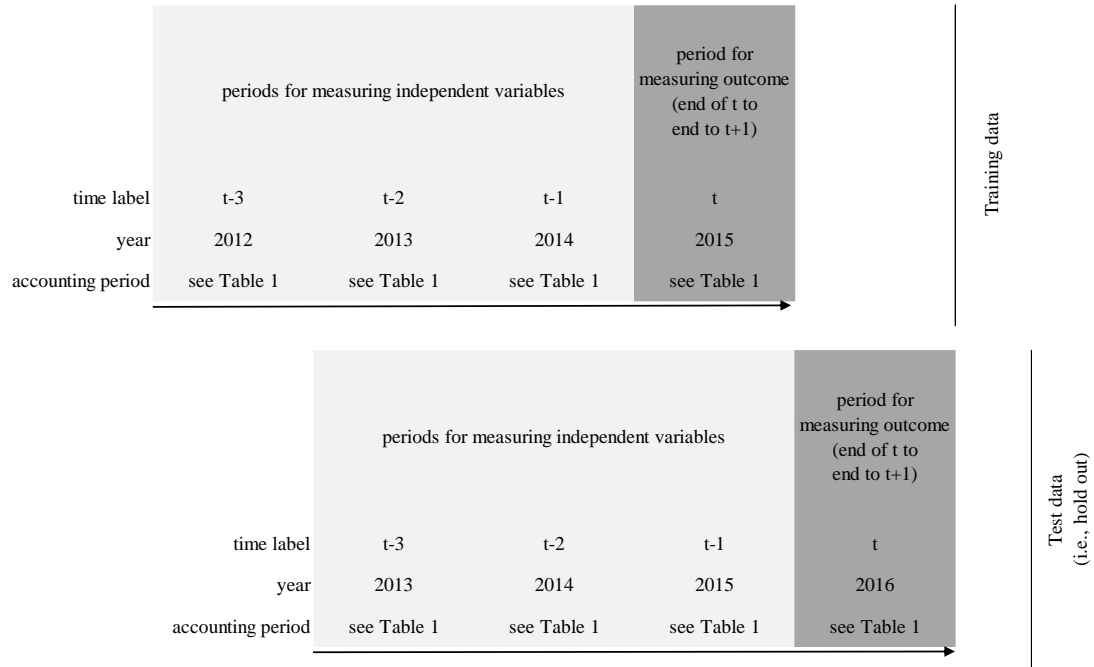 period for
measuring outcome
(end of t to
end to t+1)
periods for measuring independent variables
time label t-3 t-2 t-1 t
year 2012 2013 2014 2015
accounting period see Table 1 see Table 1 see Table 1 see Table 1
Training data
period for
measuring outcome
(end of t to
end to t+1)
periods for measuring independent variables
time label t-3 t-2 t-1 t
year 2013 2014 2015 2016
accounting period see Table 1 see Table 1 see Table 1 see Table 1
Test data
(i.e., hold out)